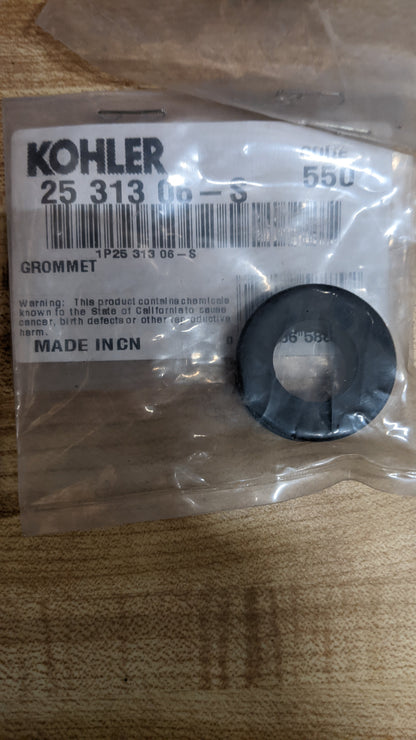 KOHLER
CODE
550
25 313 06-S
1P25 313 06-S
GROMMET
Warning: This product contains chemicals
known to the State of California to cause
cancer, birth defects or other reproductive
harm.
MADE IN CN